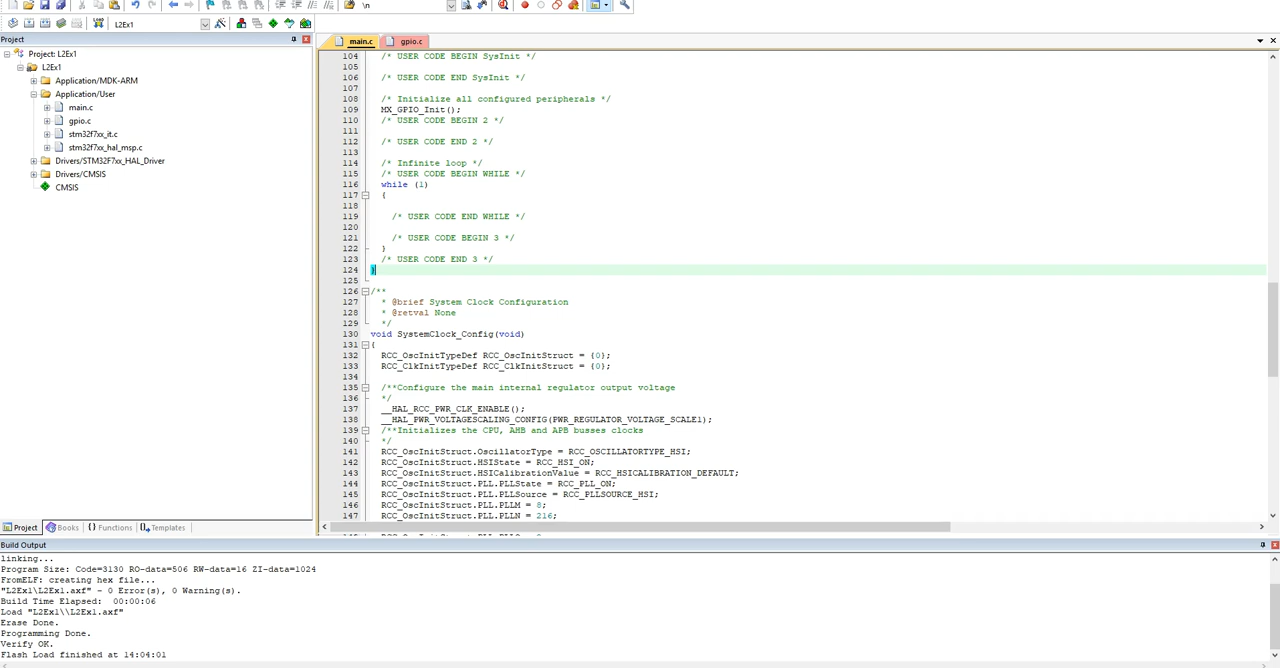 \n
L2Ex1
Project
main.c
gpio.c
Project: L2Ex1
L2Ex1
Application/MDK-ARM
Application/User
main.c
gpio.c
stm32f7xx_it.c
stm32f7xx_hal_msp.c
Drivers/STM32F7xx_HAL_Driver
Drivers/CMSIS
CMSIS
104 /* USER CODE BEGIN SysInit */
105
106 /* USER CODE END SysInit */
107
108 /* Initialize all configured peripherals */
109 MX_GPIO_Init();
110 /* USER CODE BEGIN 2 */
111
112 /* USER CODE END 2 */
113
114 /* Infinite loop */
115 /* USER CODE BEGIN WHILE */
116 while (1)
117 {
118
119 /* USER CODE END WHILE */
120
121 /* USER CODE BEGIN 3 */
122 }
123 /* USER CODE END 3 */
124 }
125
126 /**
127 * @brief System Clock Configuration
128 * @retval None
129 */
130 void SystemClock_Config(void)
131 {
132 RCC_OscInitTypeDef RCC_OscInitStruct = {0};
133 RCC_ClkInitTypeDef RCC_ClkInitStruct = {0};
134
135 /**Configure the main internal regulator output voltage
136 */
137 __HAL_RCC_PWR_CLK_ENABLE();
138 __HAL_PWR_VOLTAGESCALING_CONFIG(PWR_REGULATOR_VOLTAGE_SCALE1);
139 /**Initializes the CPU, AHB and APB busses clocks
140 */
141 RCC_OscInitStruct.OscillatorType = RCC_OSCILLATORTYPE_HSI;
142 RCC_OscInitStruct.HSIState = RCC_HSI_ON;
143 RCC_OscInitStruct.HSICalibrationValue = RCC_HSICALIBRATION_DEFAULT;
144 RCC_OscInitStruct.PLL.PLLState = RCC_PLL_ON;
145 RCC_OscInitStruct.PLL.PLLSource = RCC_PLLSOURCE_HSI;
146 RCC_OscInitStruct.PLL.PLLM = 8;
147 RCC_OscInitStruct.PLL.PLLN = 216;
Project Books {} Functions Templates
Build Output
linking...
Program Size: Code=3130 RO-data=506 RW-data=16 ZI-data=1024
FromELF: creating hex file...
"L2Ex1\L2Ex1.axf" - 0 Error(s), 0 Warning(s).
Build Time Elapsed: 00:00:06
Load "L2Ex1\\L2Ex1.axf"
Erase Done.
Programming Done.
Verify OK.
Flash Load finished at 14:04:01